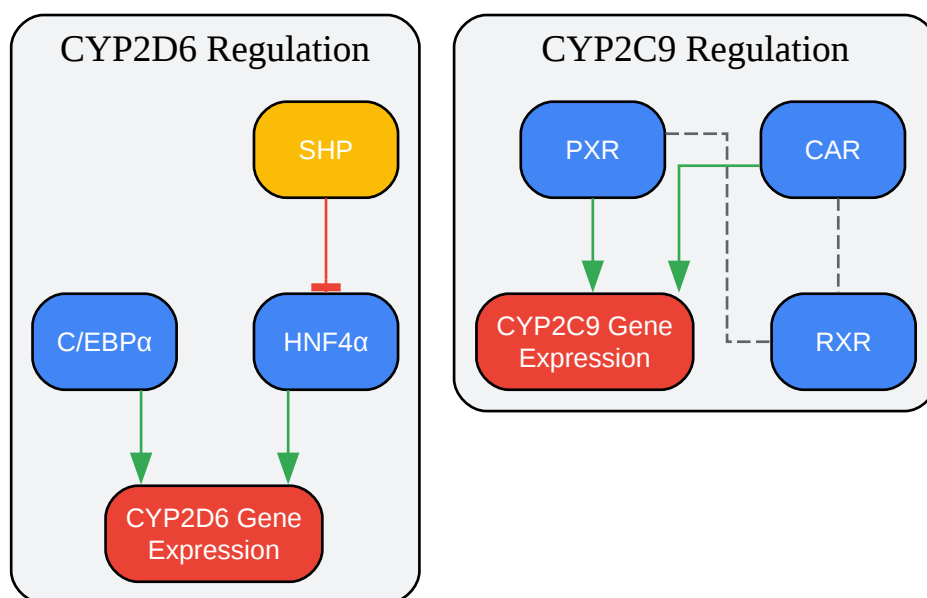 CYP2D6 Regulation
SHP
C/EBPα
HNF4α
CYP2D6 Gene
Expression
CYP2C9 Regulation
PXR
CAR
CYP2C9 Gene
Expression
RXR